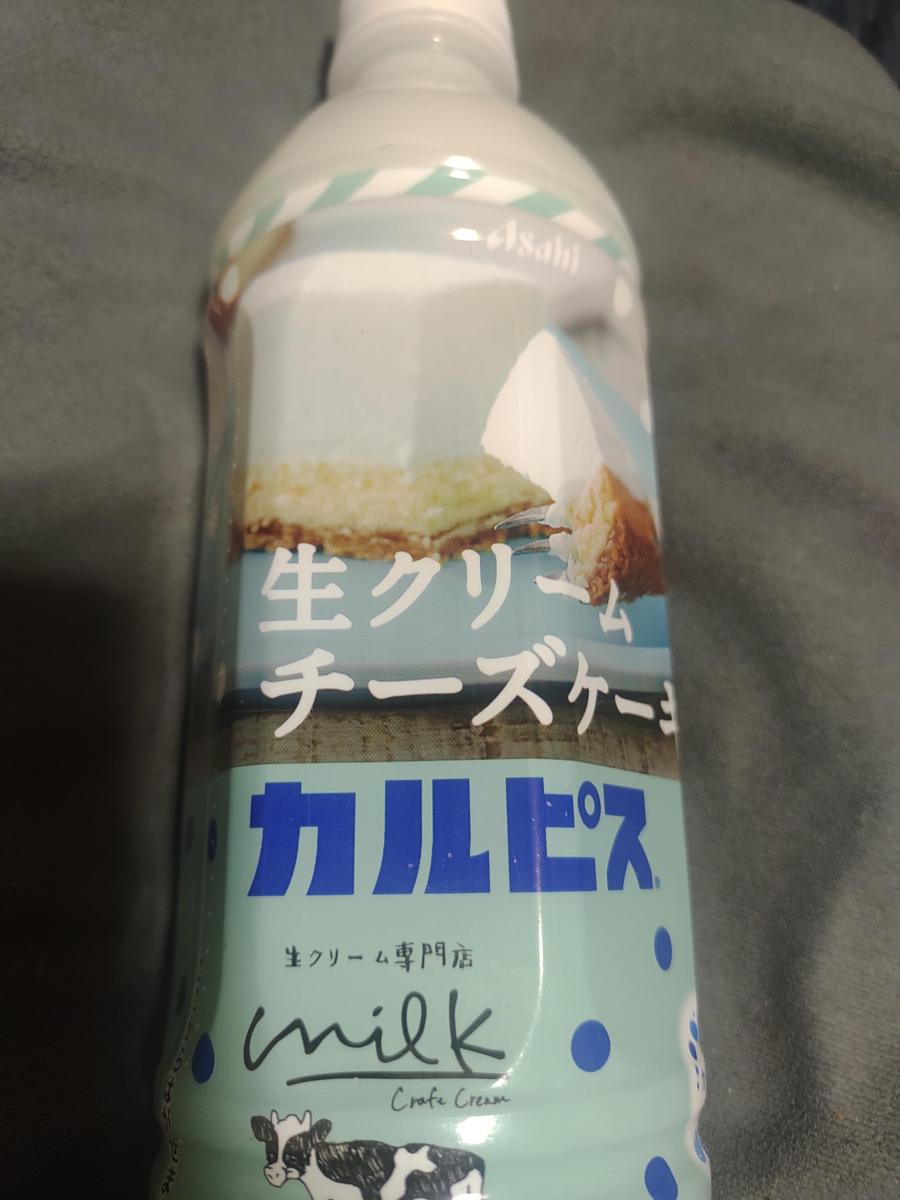 Asahi
生クリーム
チーズケーキ
カルピス
生クリーム専門店
milk
Craft Cream